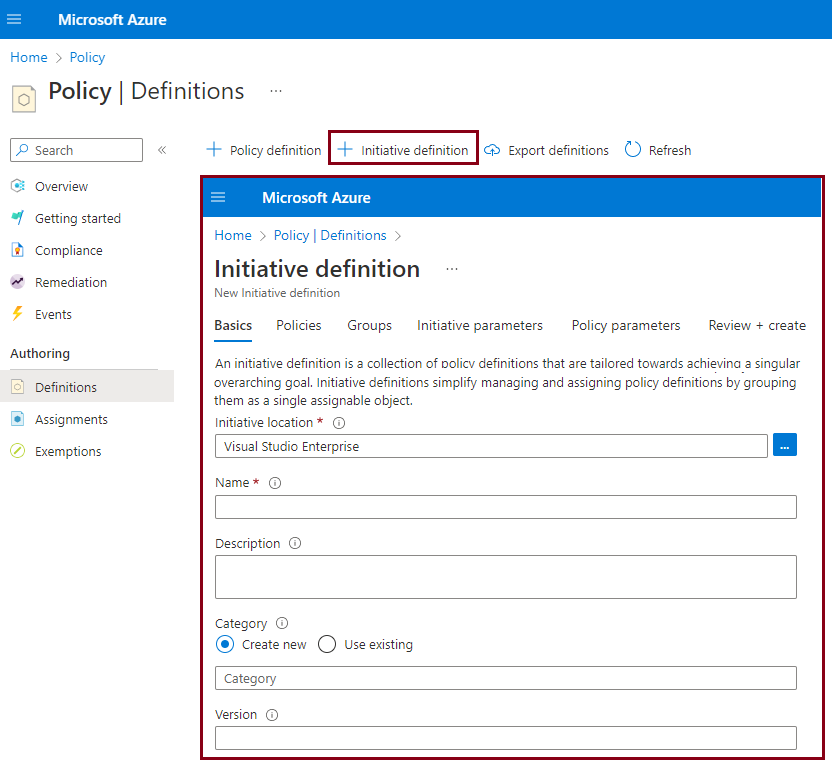 Microsoft Azure
Home > Policy
Policy | Definitions ...
Search «
+ Policy definition + Initiative definition Export definitions Refresh
Overview
Getting started
Compliance
Remediation
Events
Authoring
Definitions
Assignments
Exemptions
Microsoft Azure
Home > Policy | Definitions >
Initiative definition ...
New Initiative definition
Basics Policies Groups Initiative parameters Policy parameters Review + create
An initiative definition is a collection of policy definitions that are tailored towards achieving a singular
overarching goal. Initiative definitions simplify managing and assigning policy definitions by grouping
them as a single assignable object.
Initiative location *
Visual Studio Enterprise ...
Name *
Description
Category
Create new Use existing
Category
Version